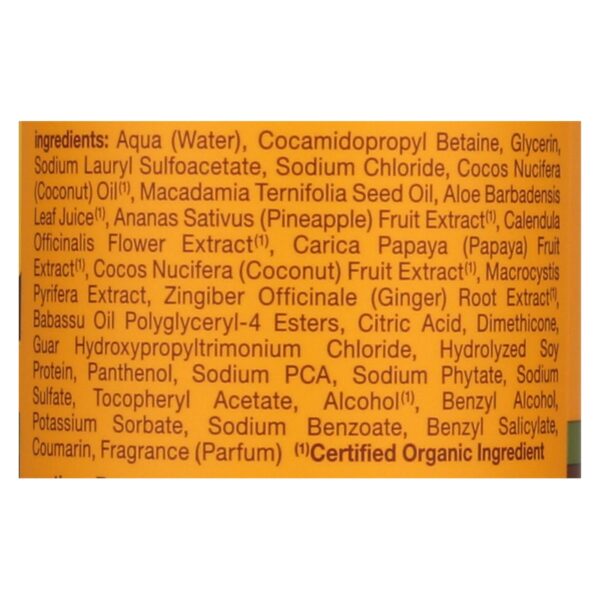 ingredients: Aqua (Water), Cocamidopropyl Betaine, Glycerin,
Sodium Lauryl Sulfoacetate, Sodium Chloride, Cocos Nucifera
(Coconut) Oil⁽¹⁾, Macadamia Ternifolia Seed Oil, Aloe Barbadensis
Leaf Juice⁽¹⁾, Ananas Sativus (Pineapple) Fruit Extract⁽¹⁾, Calendula
Officinalis Flower Extract⁽¹⁾, Carica Papaya (Papaya) Fruit
Extract⁽¹⁾, Cocos Nucifera (Coconut) Fruit Extract⁽¹⁾, Macrocystis
Pyrifera Extract, Zingiber Officinale (Ginger) Root Extract⁽¹⁾,
Babassu Oil Polyglyceryl-4 Esters, Citric Acid, Dimethicone,
Guar Hydroxypropyltrimonium Chloride, Hydrolyzed Soy
Protein, Panthenol, Sodium PCA, Sodium Phytate, Sodium
Sulfate, Tocopheryl Acetate, Alcohol⁽¹⁾, Benzyl Alcohol,
Potassium Sorbate, Sodium Benzoate, Benzyl Salicylate,
Coumarin, Fragrance (Parfum) ⁽¹⁾Certified Organic Ingredient